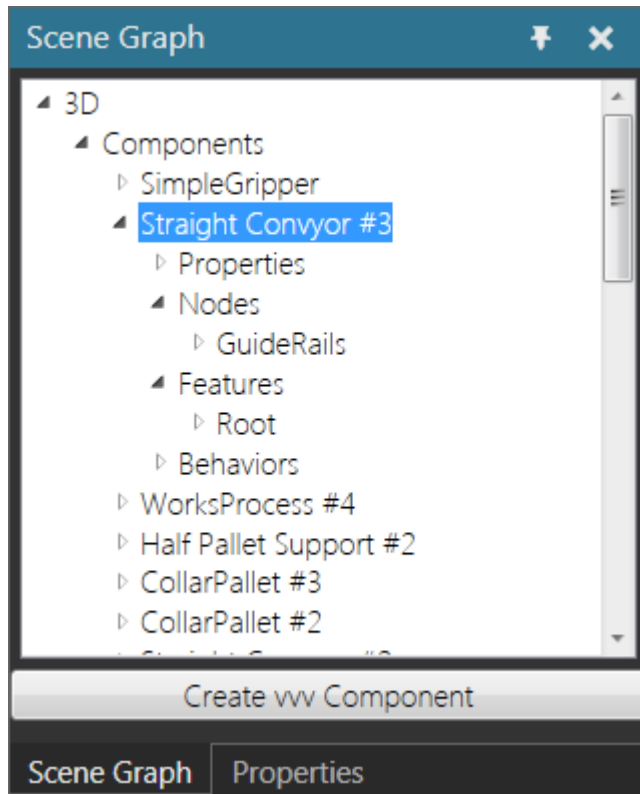 Scene Graph
3D
Components
SimpleGripper
Straight Convyor #3
Properties
Nodes
GuideRails
Features
Root
Behaviors
WorksProcess #4
Half Pallet Support #2
CollarPallet #3
CollarPallet #2
Create vvv Component
Scene Graph Properties